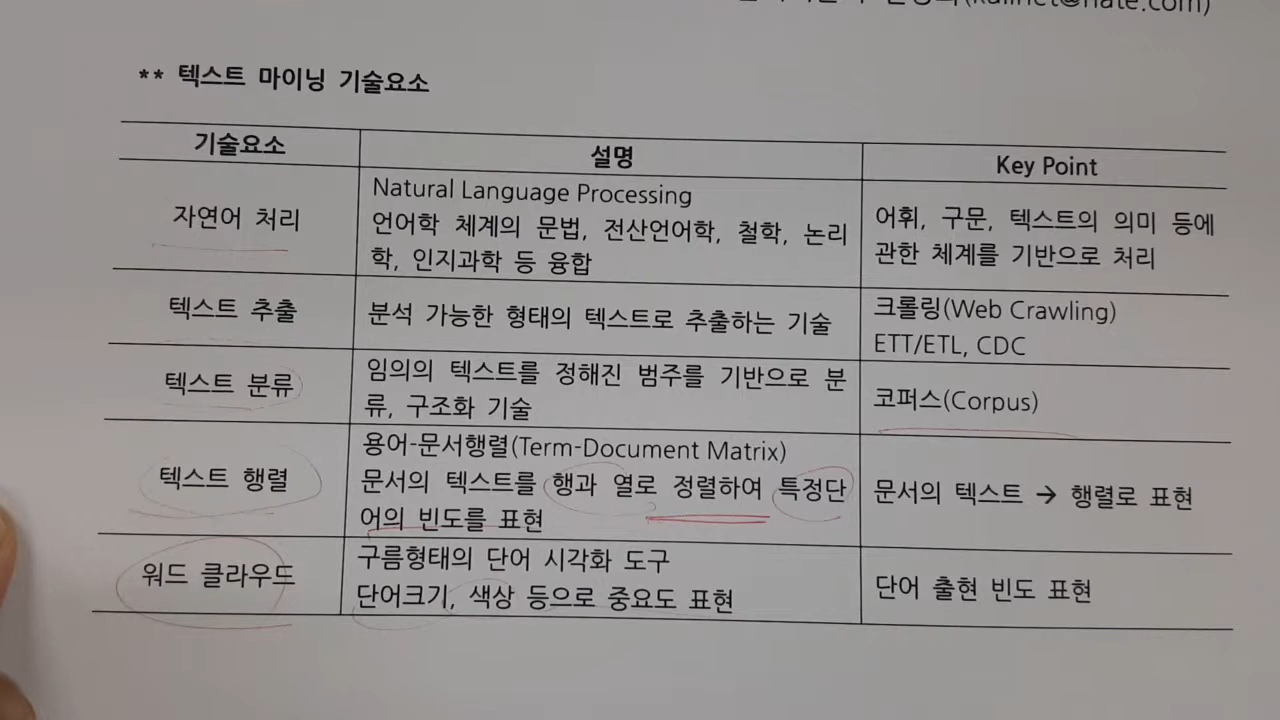 (kallnet@nate.com)
** 텍스트 마이닝 기술요소
기술요소
설명
Key Point
자연어 처리
Natural Language Processing
언어학 체계의 문법, 전산언어학, 철학, 논리
학, 인지과학 등 융합
어휘, 구문, 텍스트의 의미 등에
관한 체계를 기반으로 처리
텍스트 추출
분석 가능한 형태의 텍스트로 추출하는 기술
크롤링(Web Crawling)
ETT/ETL, CDC
텍스트 분류
임의의 텍스트를 정해진 범주를 기반으로 분
류, 구조화 기술
코퍼스(Corpus)
텍스트 행렬
용어-문서행렬(Term-Document Matrix)
문서의 텍스트를 행과 열로 정렬하여 특정단
어의 빈도를 표현
문서의 텍스트 → 행렬로 표현
워드 클라우드
구름형태의 단어 시각화 도구
단어크기, 색상 등으로 중요도 표현
단어 출현 빈도 표현